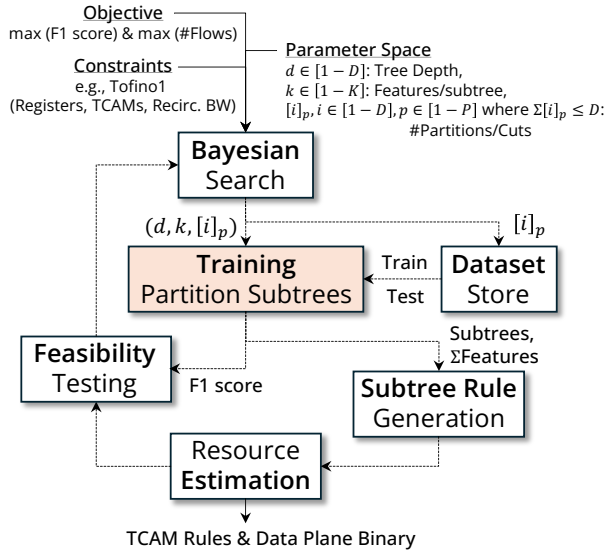 Objective
max (F1 score) & max (#Flows)
Constraints
e.g., Tofino1
(Registers, TCAMs, Recirc. BW)
Parameter Space
d ∈ [1 − D]: Tree Depth,
k ∈ [1 − K]: Features/subtree,
[i]ₚ, i ∈ [1 − D], p ∈ [1 − P] where Σ[i]ₚ ≤ D:
#Partitions/Cuts
Bayesian
Search
(d, k, [i]ₚ)
[i]ₚ
Training
Partition Subtrees
Train
Test
Dataset
Store
Feasibility
Testing
F1 score
Subtrees,
ΣFeatures
Subtree Rule
Generation
Resource
Estimation
TCAM Rules & Data Plane Binary